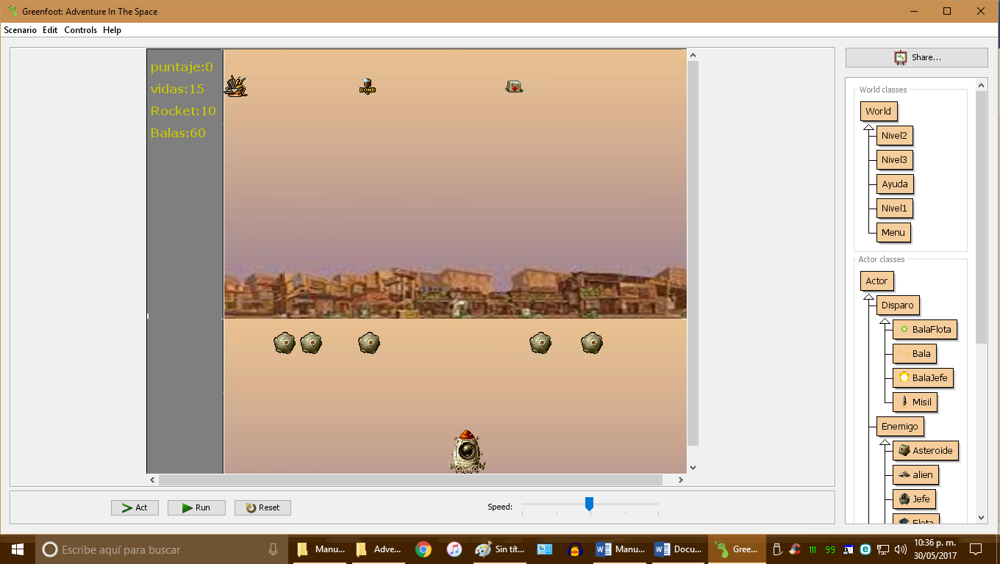 Greenfoot: Adventure In The Space
Scenario Edit Controls Help
puntaje:0
vidas:15
Rocket:10
Balas:60
BOMB
Share...
World classes
World
Nivel2
Nivel3
Ayuda
Nivel1
Menu
Actor classes
Actor
Disparo
BalaFlota
Bala
BalaJefe
Misil
Enemigo
Asteroide
alien
Jefe
Flota
Act
Run
Reset
Speed:
Escribe aquí para buscar
Manu...
Adve...
Sin tít...
Manu...
Docu...
Gree...
111
99
10:36 p. m.
30/05/2017